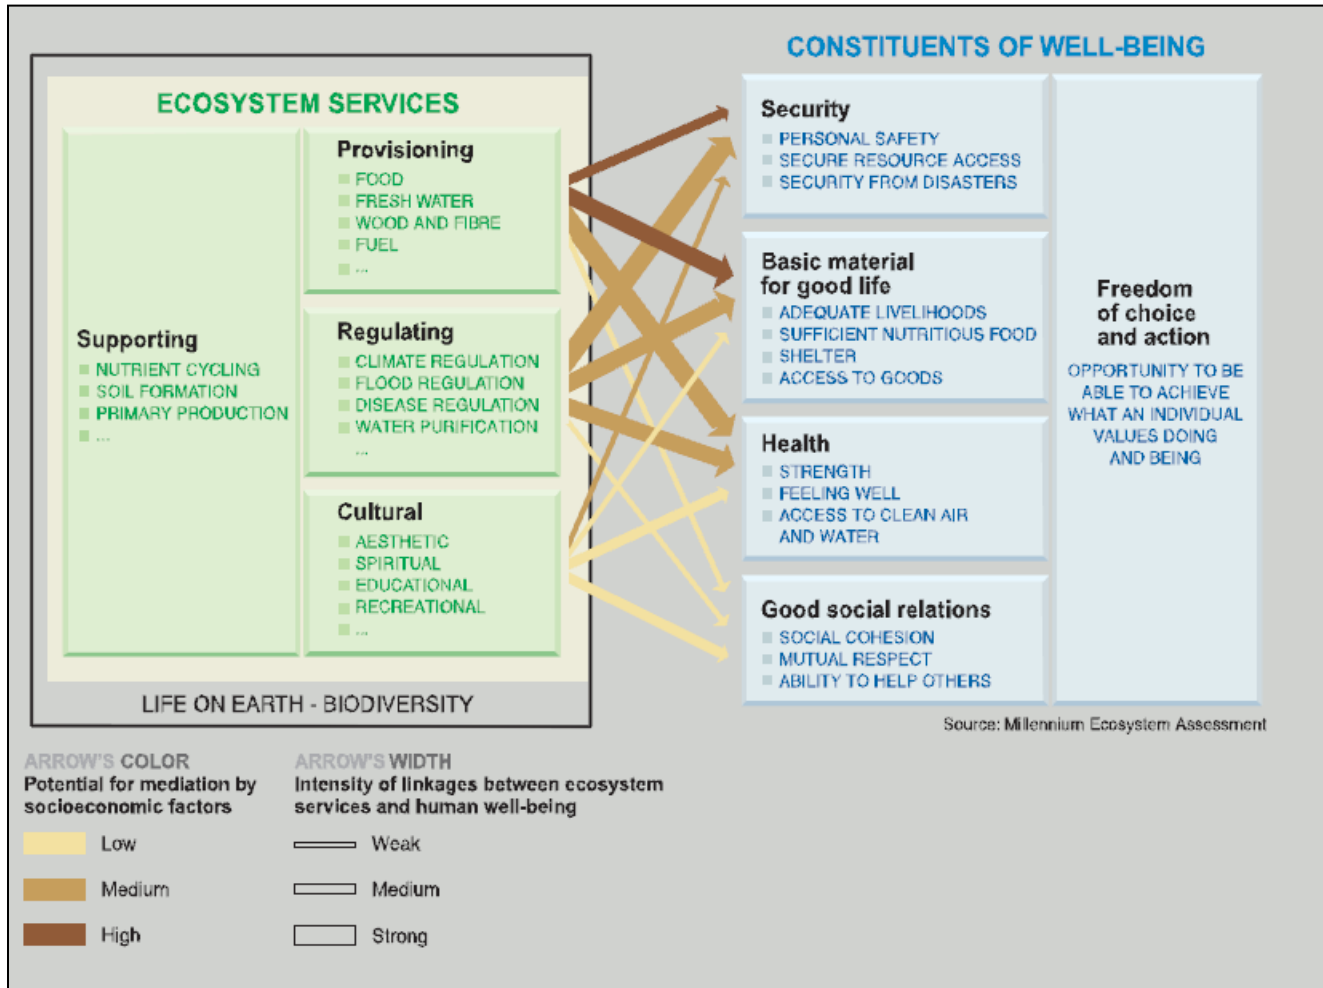 CONSTITUENTS OF WELL-BEING
ECOSYSTEM SERVICES
Supporting
NUTRIENT CYCLING
SOIL FORMATION
PRIMARY PRODUCTION
...
Provisioning
FOOD
FRESH WATER
WOOD AND FIBRE
FUEL
...
Regulating
CLIMATE REGULATION
FLOOD REGULATION
DISEASE REGULATION
WATER PURIFICATION
...
Cultural
AESTHETIC
SPIRITUAL
EDUCATIONAL
RECREATIONAL
...
LIFE ON EARTH - BIODIVERSITY
Security
PERSONAL SAFETY
SECURE RESOURCE ACCESS
SECURITY FROM DISASTERS
Basic material
for good life
ADEQUATE LIVELIHOODS
SUFFICIENT NUTRITIOUS FOOD
SHELTER
ACCESS TO GOODS
Health
STRENGTH
FEELING WELL
ACCESS TO CLEAN AIR
AND WATER
Good social relations
SOCIAL COHESION
MUTUAL RESPECT
ABILITY TO HELP OTHERS
Freedom
of choice
and action
OPPORTUNITY TO BE
ABLE TO ACHIEVE
WHAT AN INDIVIDUAL
VALUES DOING
AND BEING
Source: Millennium Ecosystem Assessment
ARROW'S COLOR
Potential for mediation by
socioeconomic factors
Low
Medium
High
ARROW'S WIDTH
Intensity of linkages between ecosystem
services and human well-being
Weak
Medium
Strong